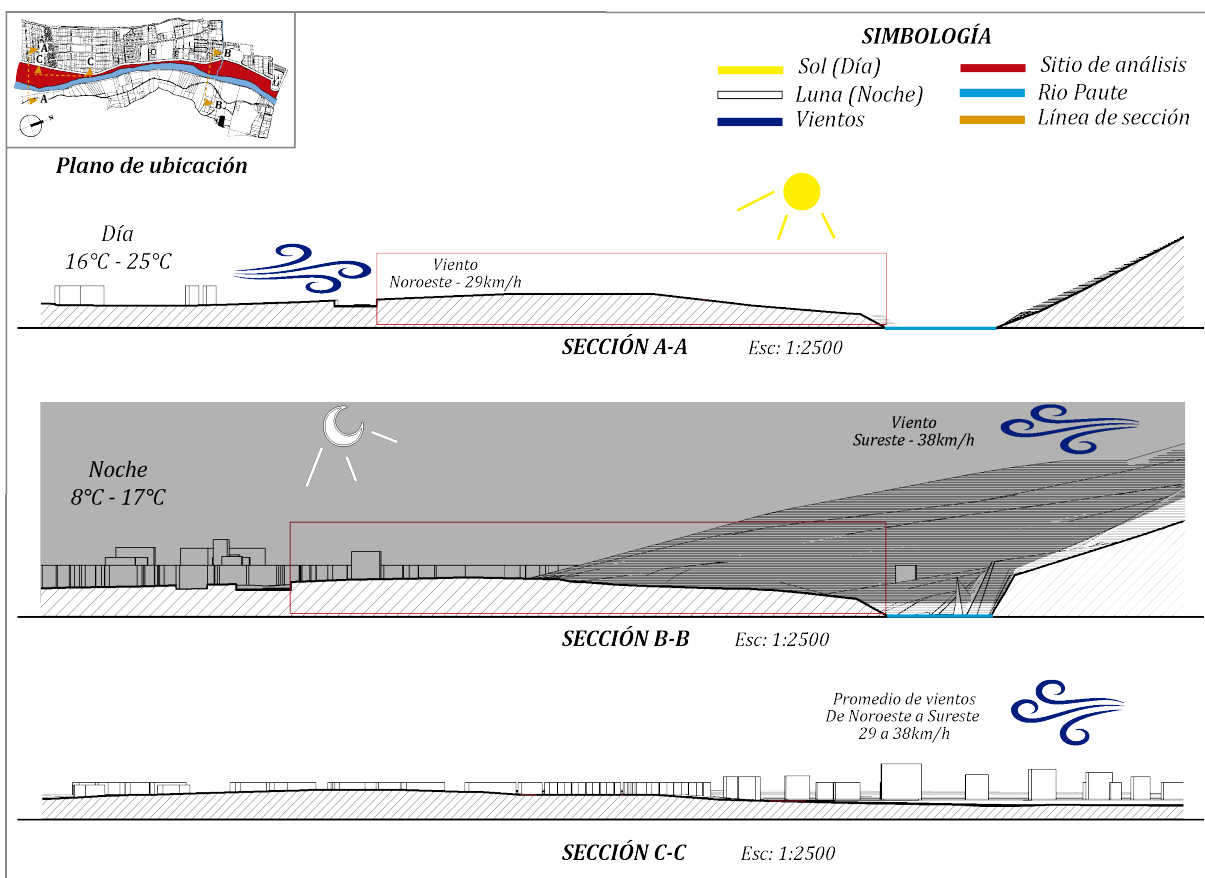 A
C
C
B
A
B
N
Plano de ubicación
SIMBOLOGÍA
Sol (Día)
Luna (Noche)
Vientos
Sitio de análisis
Rio Paute
Línea de sección
Día
16°C - 25°C
Viento
Noroeste - 29km/h
SECCIÓN A-A Esc: 1:2500
Noche
8°C - 17°C
Viento
Sureste - 38km/h
SECCIÓN B-B Esc: 1:2500
Promedio de vientos
De Noroeste a Sureste
29 a 38km/h
SECCIÓN C-C Esc: 1:2500